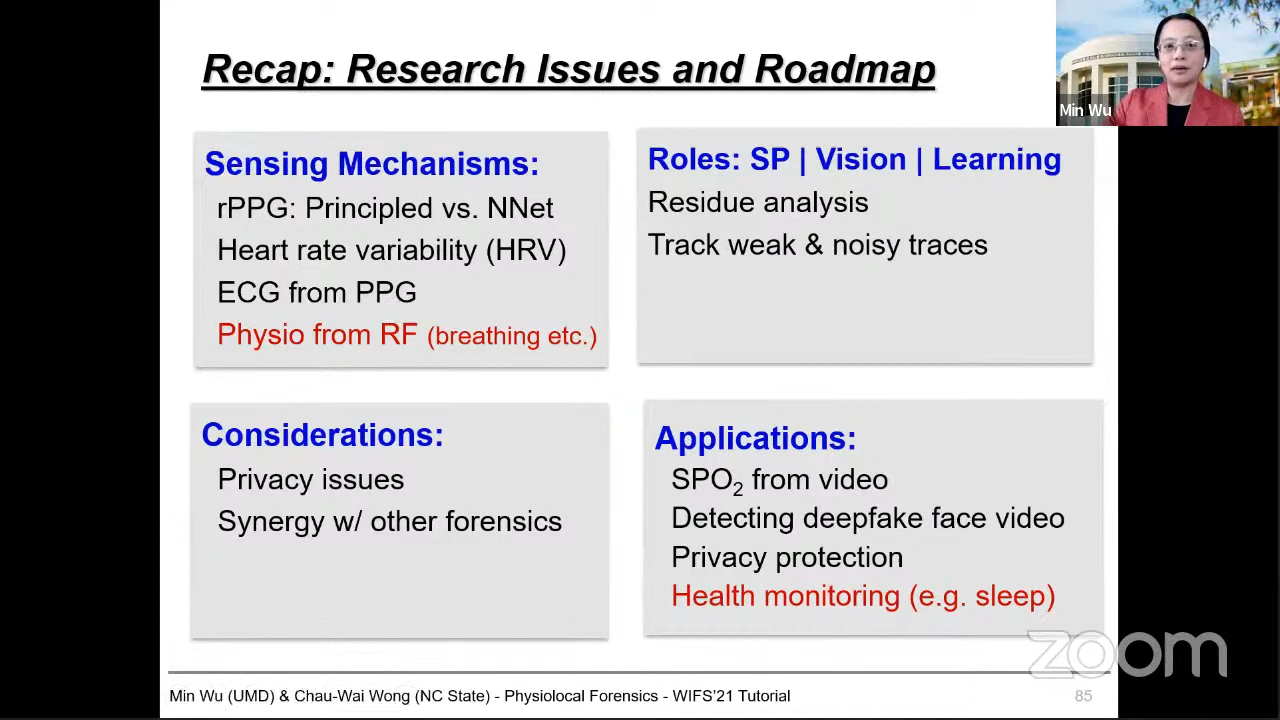 Recap: Research Issues and Roadmap
Min Wu
Sensing Mechanisms:
rPPG: Principled vs. NNet
Heart rate variability (HRV)
ECG from PPG
Physio from RF (breathing etc.)
Roles: SP | Vision | Learning
Residue analysis
Track weak & noisy traces
Considerations:
Privacy issues
Synergy w/ other forensics
Applications:
SPO₂ from video
Detecting deepfake face video
Privacy protection
Health monitoring (e.g. sleep)
zoom
Min Wu (UMD) & Chau-Wai Wong (NC State) - Physiolocal Forensics - WIFS'21 Tutorial
85